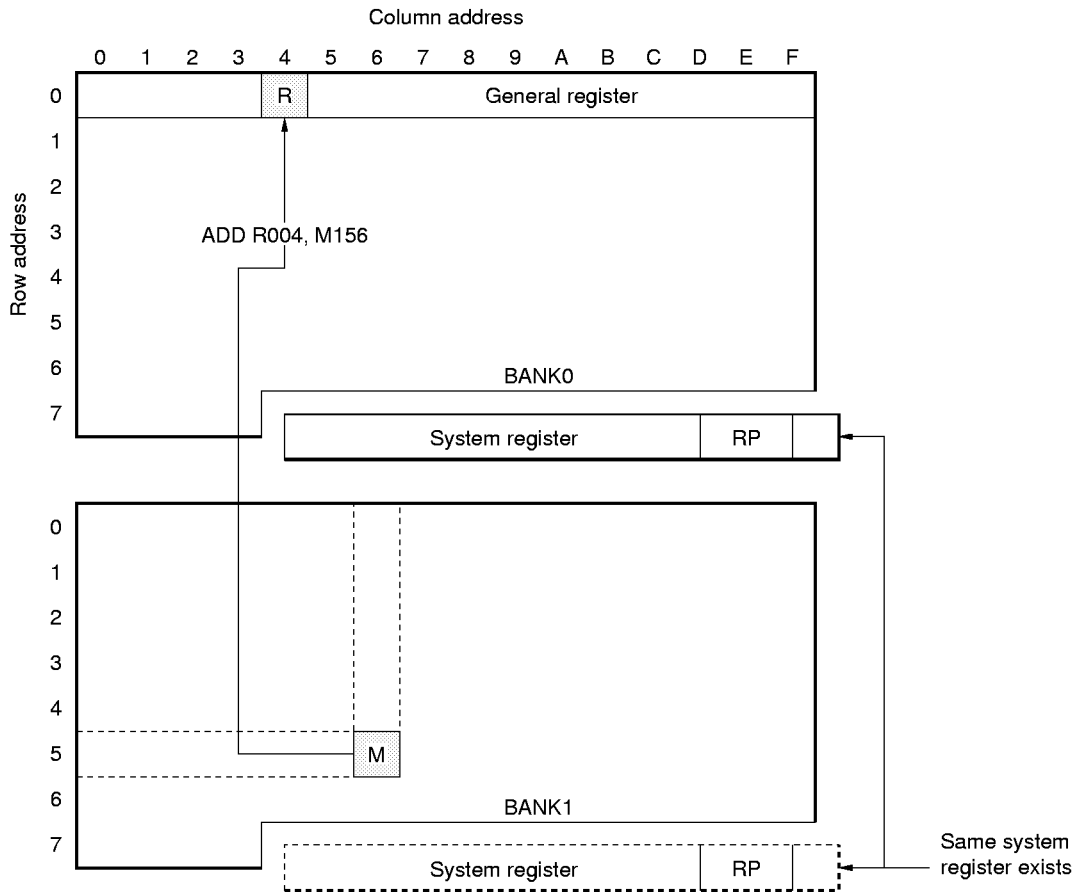 Column address
0 1 2 3 4 5 6 7 8 9 A B C D E F
Row address
0
R
General register
1
2
3
ADD R004, M156
4
5
6
BANK0
7
System register
RP
0
1
2
3
4
5
M
6
BANK1
7
System register
RP
Same system
register exists